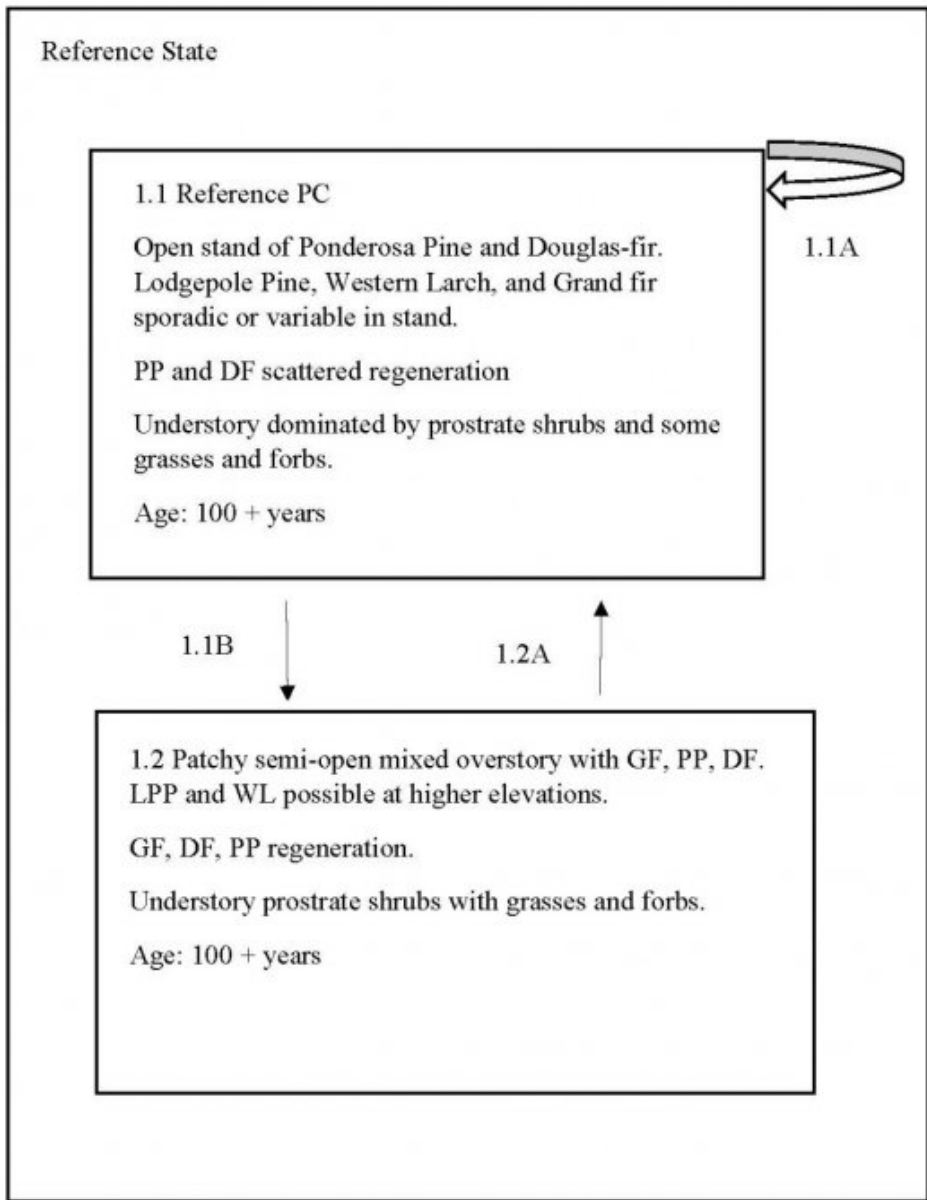 Reference State
1.1 Reference PC
Open stand of Ponderosa Pine and Douglas-fir.
Lodgepole Pine, Western Larch, and Grand fir
sporadic or variable in stand.
PP and DF scattered regeneration
Understory dominated by prostrate shrubs and some
grasses and forbs.
Age: 100 + years
1.1A
1.1B
1.2A
1.2 Patchy semi-open mixed overstory with GF, PP, DF.
LPP and WL possible at higher elevations.
GF, DF, PP regeneration.
Understory prostrate shrubs with grasses and forbs.
Age: 100 + years